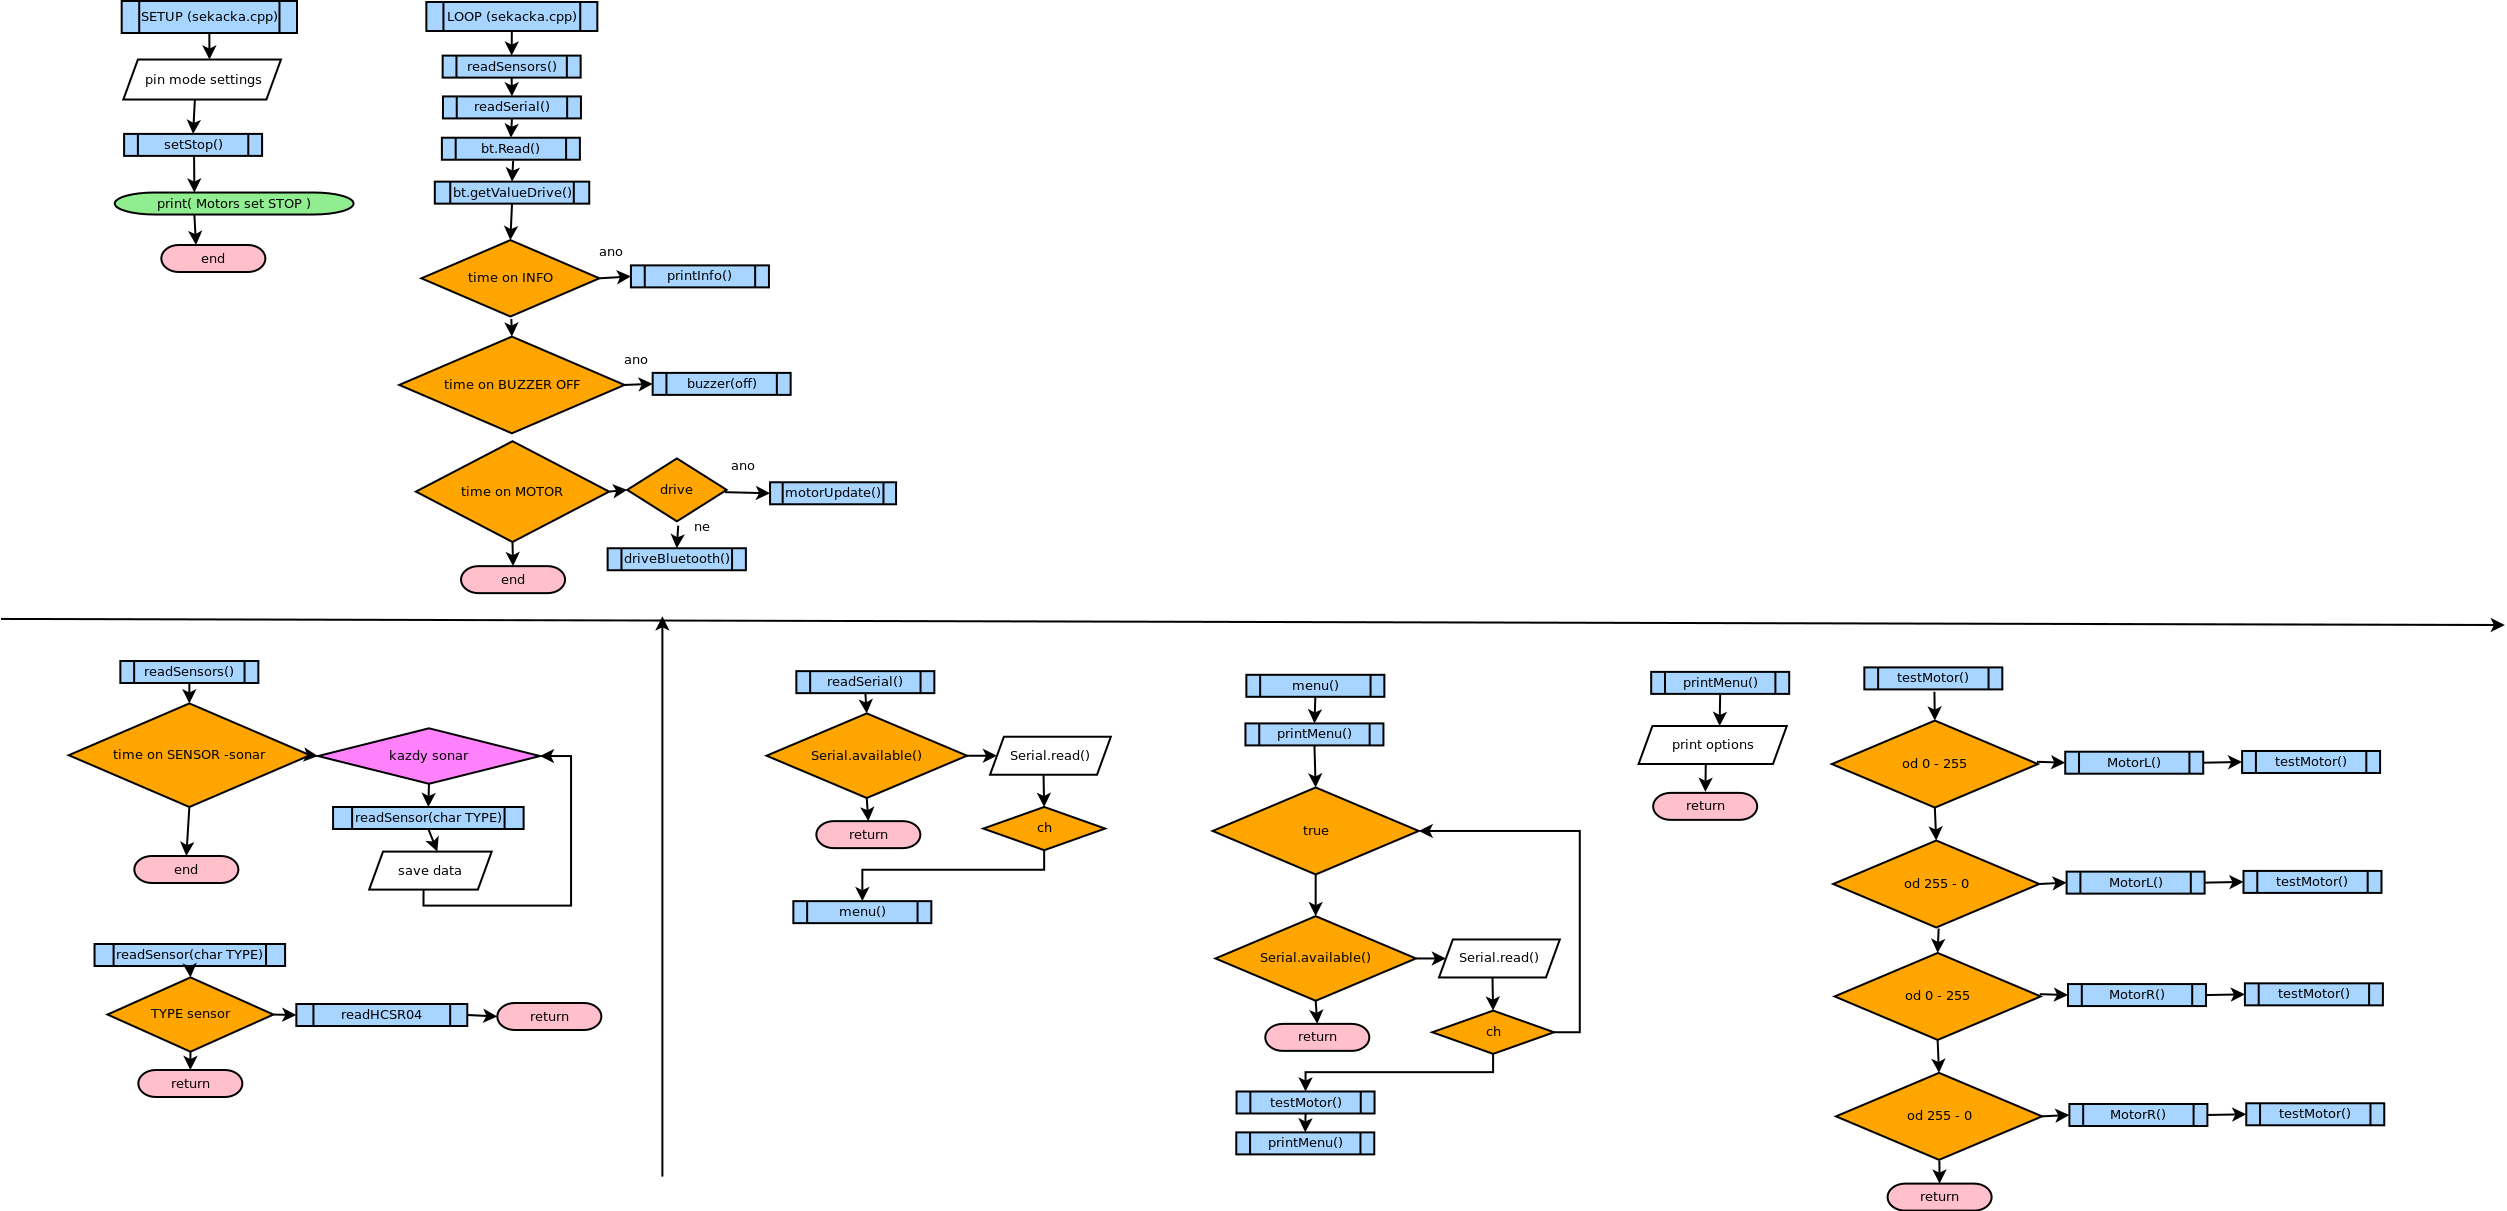 SETUP (sekacka.cpp)
pin mode settings
setStop()
print( Motors set STOP )
end
LOOP (sekacka.cpp)
readSensors()
readSerial()
bt.Read()
bt.getValueDrive()
time on INFO
ano
printInfo()
time on BUZZER OFF
ano
buzzer(off)
time on MOTOR
drive
ano
motorUpdate()
ne
driveBluetooth()
end
readSensors()
time on SENSOR -sonar
kazdy sonar
readSensor(char TYPE)
save data
end
readSensor(char TYPE)
TYPE sensor
readHCSR04
return
return
readSerial()
Serial.available()
Serial.read()
ch
return
menu()
menu()
printMenu()
true
Serial.available()
Serial.read()
ch
return
testMotor()
printMenu()
printMenu()
print options
return
testMotor()
od 0 - 255
MotorL()
testMotor()
od 255 - 0
MotorL()
testMotor()
od 0 - 255
MotorR()
testMotor()
od 255 - 0
MotorR()
testMotor()
return